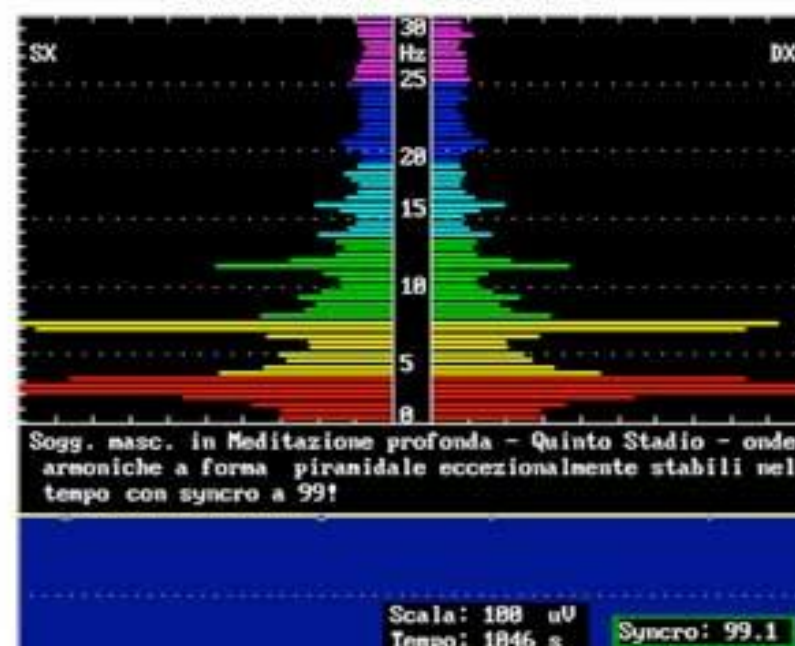 SX
30
Hz
DX
25
20
15
10
5
0
Sogg. masc. in Meditazione profonda - Quinto Stadio - onde
armoniche a forma piramidale eccezionalmente stabili nel
tempo con syncro a 99!
Scala: 100 uV
Tempo: 1046 s
Syncro: 99.1